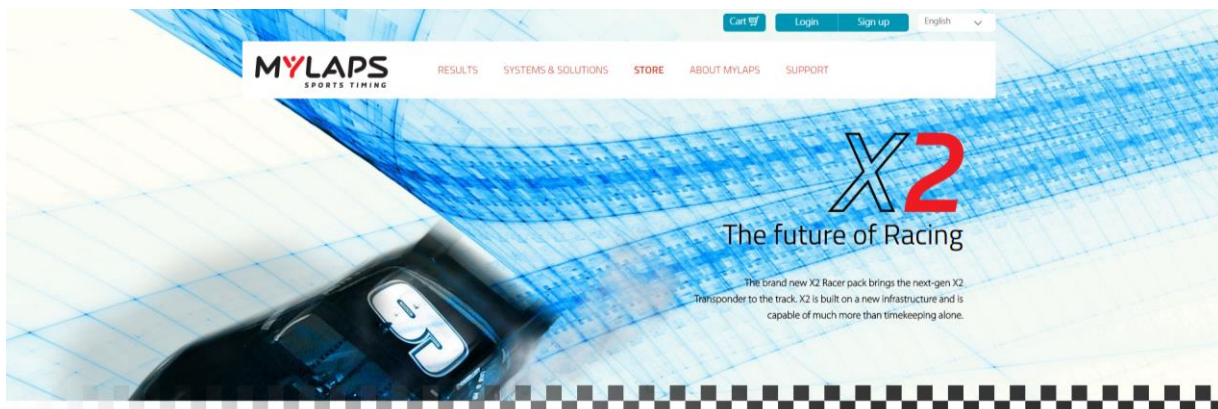 Cart
Login
Sign up
English
MYLAPS
SPORTS TIMING
RESULTS
SYSTEMS & SOLUTIONS
STORE
ABOUT MYLAPS
SUPPORT
X2
The future of Racing
The brand new X2 Racer pack brings the next-gen X2
Transponder to the track. X2 is built on a new infrastructure and is
capable of much more than timekeeping alone.